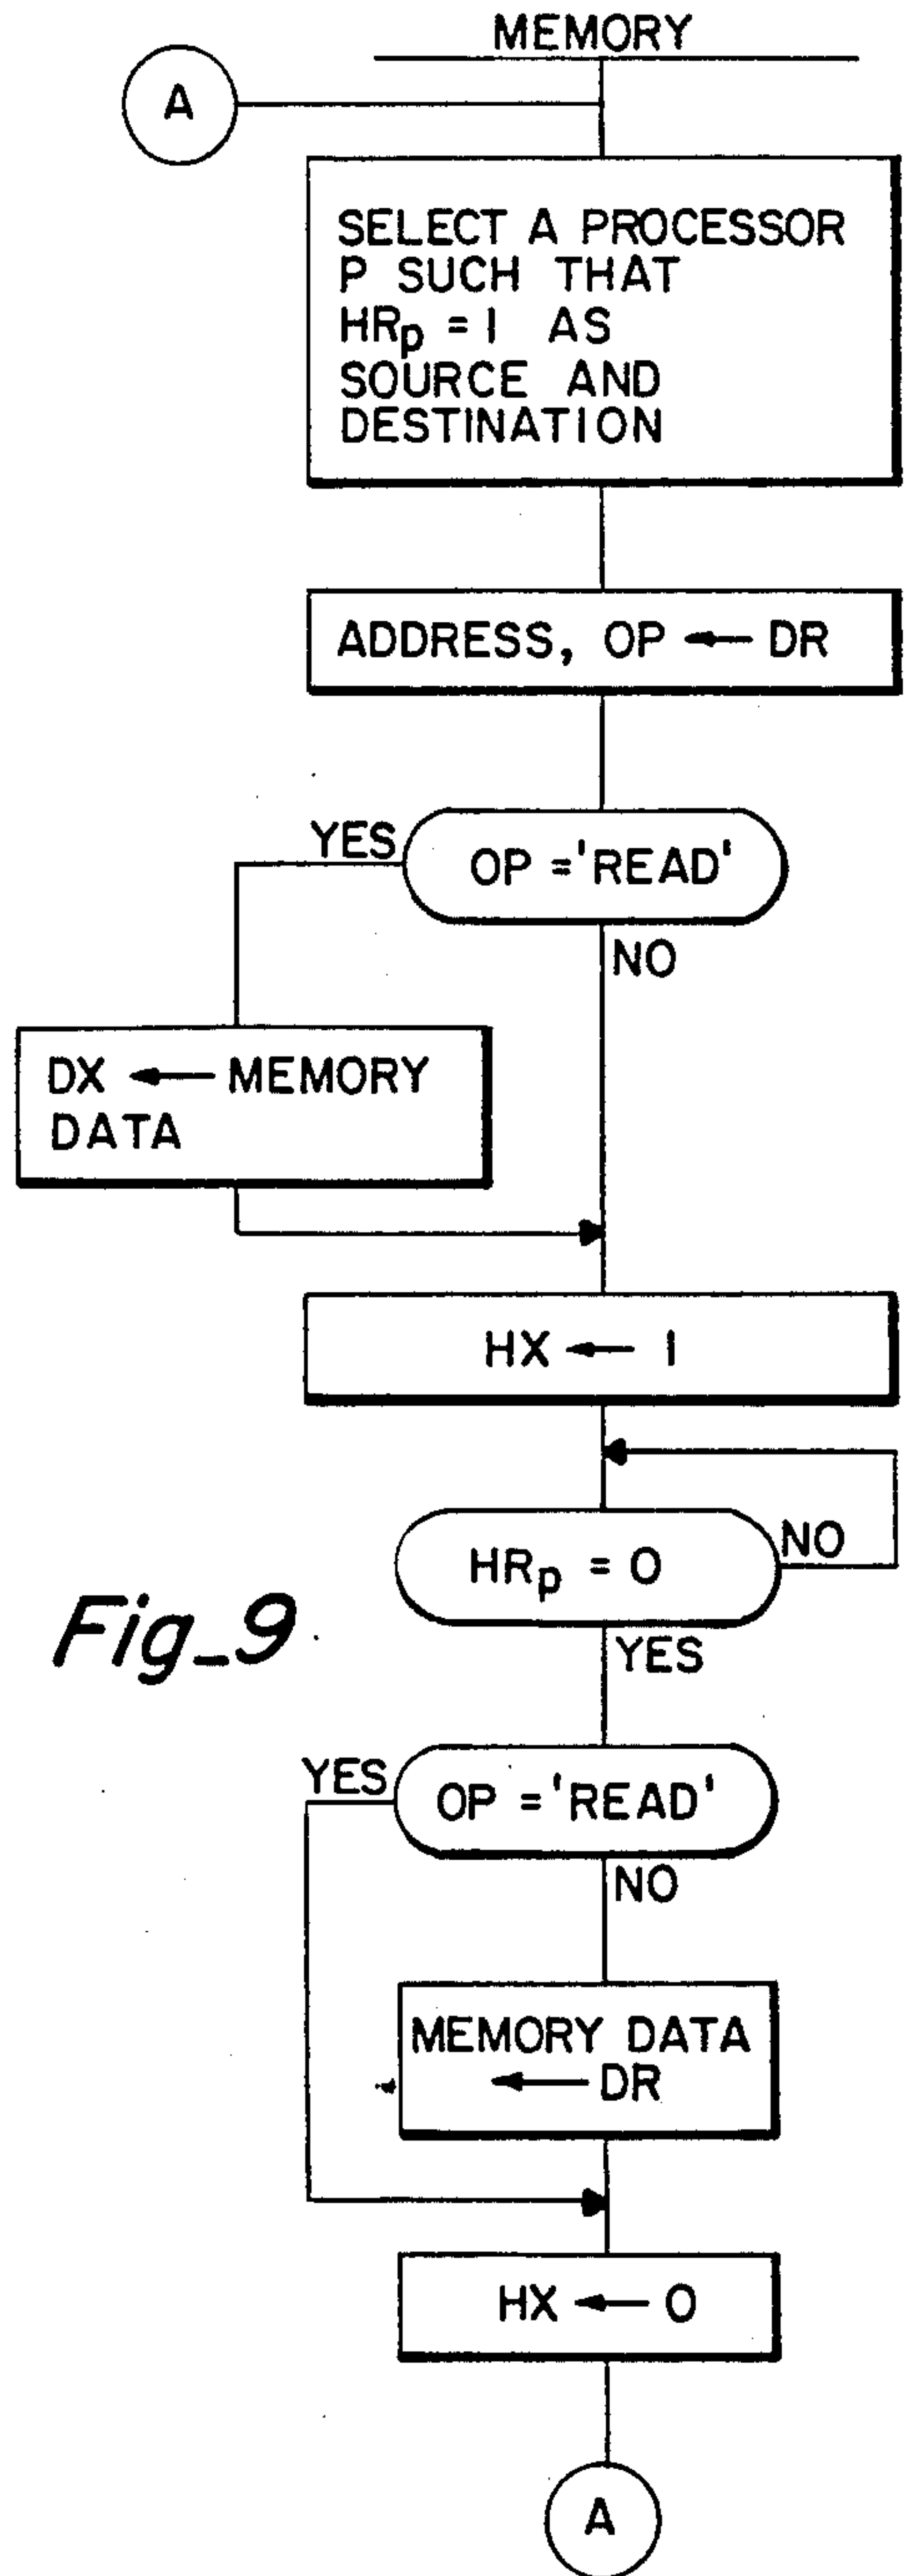 MEMORY
A
SELECT A PROCESSOR
P SUCH THAT
HRp = 1 AS
SOURCE AND
DESTINATION
ADDRESS, OP ← DR
YES
OP ='READ'
NO
DX ← MEMORY
DATA
HX ← 1
HRp = 0
NO
YES
Fig_9
YES
OP ='READ'
NO
MEMORY DATA
← DR
HX ← 0
A